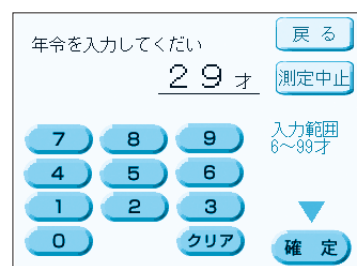 年令を入力してくだい
戻る
29才
測定中止
7 8 9
入力範囲
6～99才
4 5 6
1 2 3
0 クリア
確定